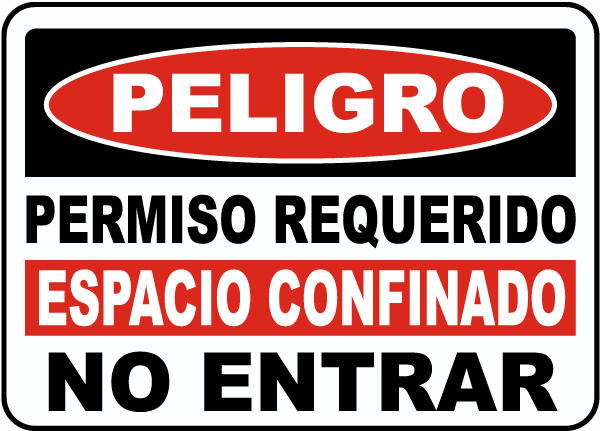 PELIGRO
PERMISO REQUERIDO
ESPACIO CONFINADO
NO ENTRAR